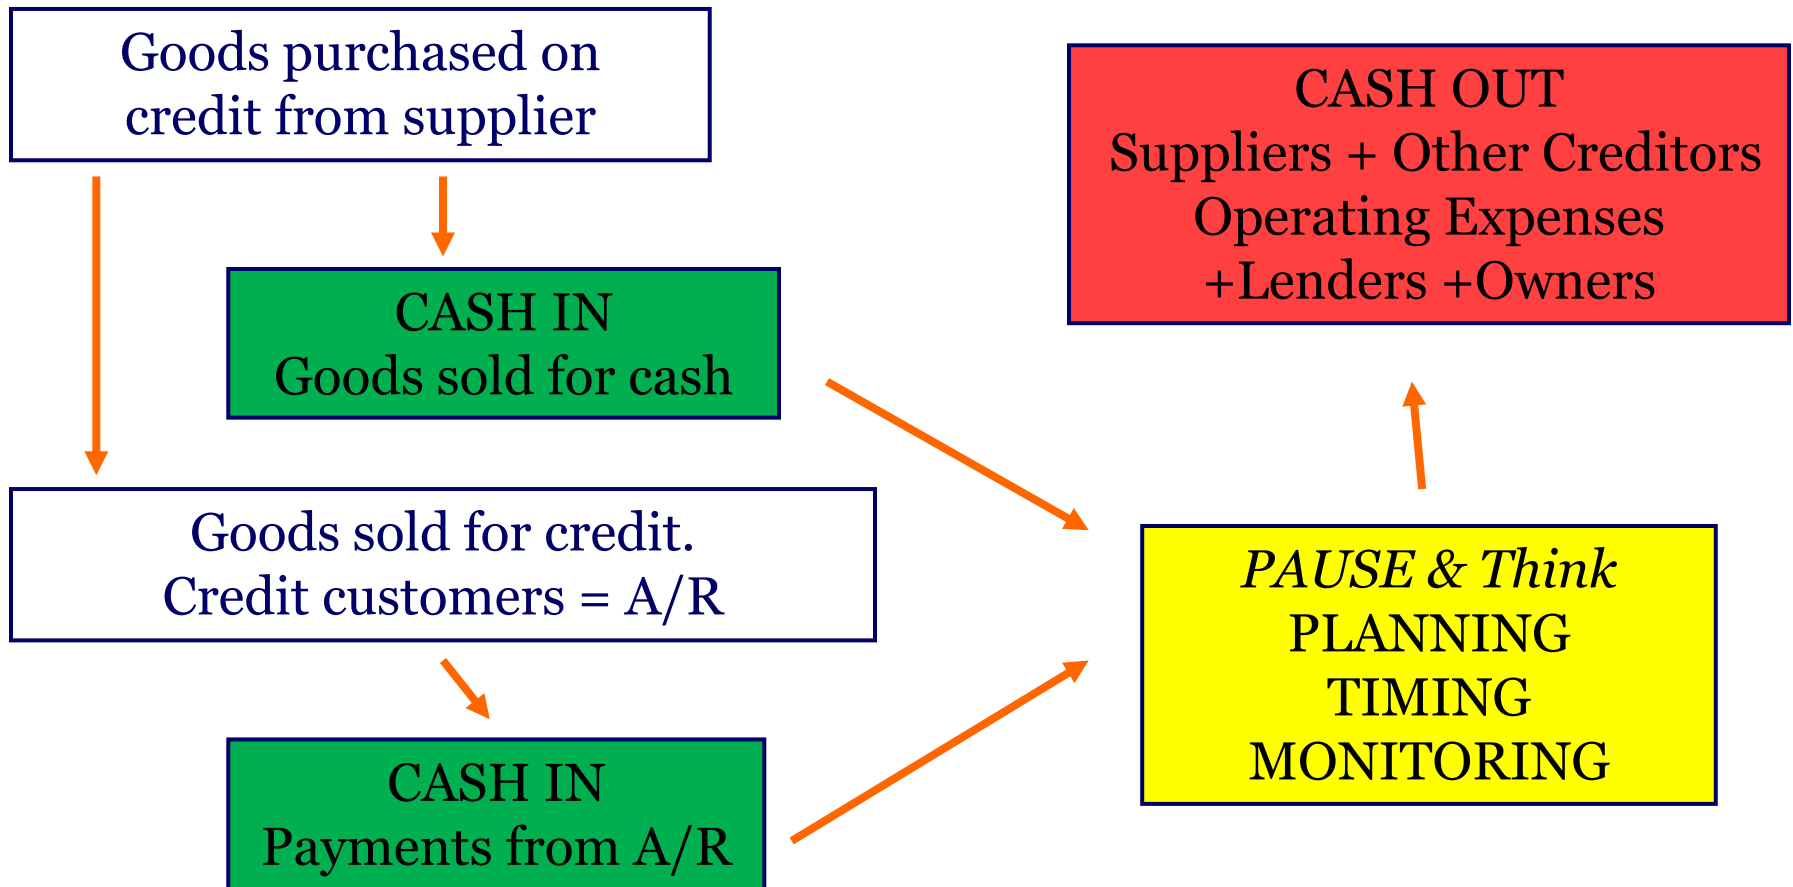 Goods purchased on
credit from supplier
CASH IN
Goods sold for cash
Goods sold for credit.
Credit customers = A/R
CASH IN
Payments from A/R
PAUSE & Think
PLANNING
TIMING
MONITORING
CASH OUT
Suppliers + Other Creditors
Operating Expenses
+Lenders +Owners